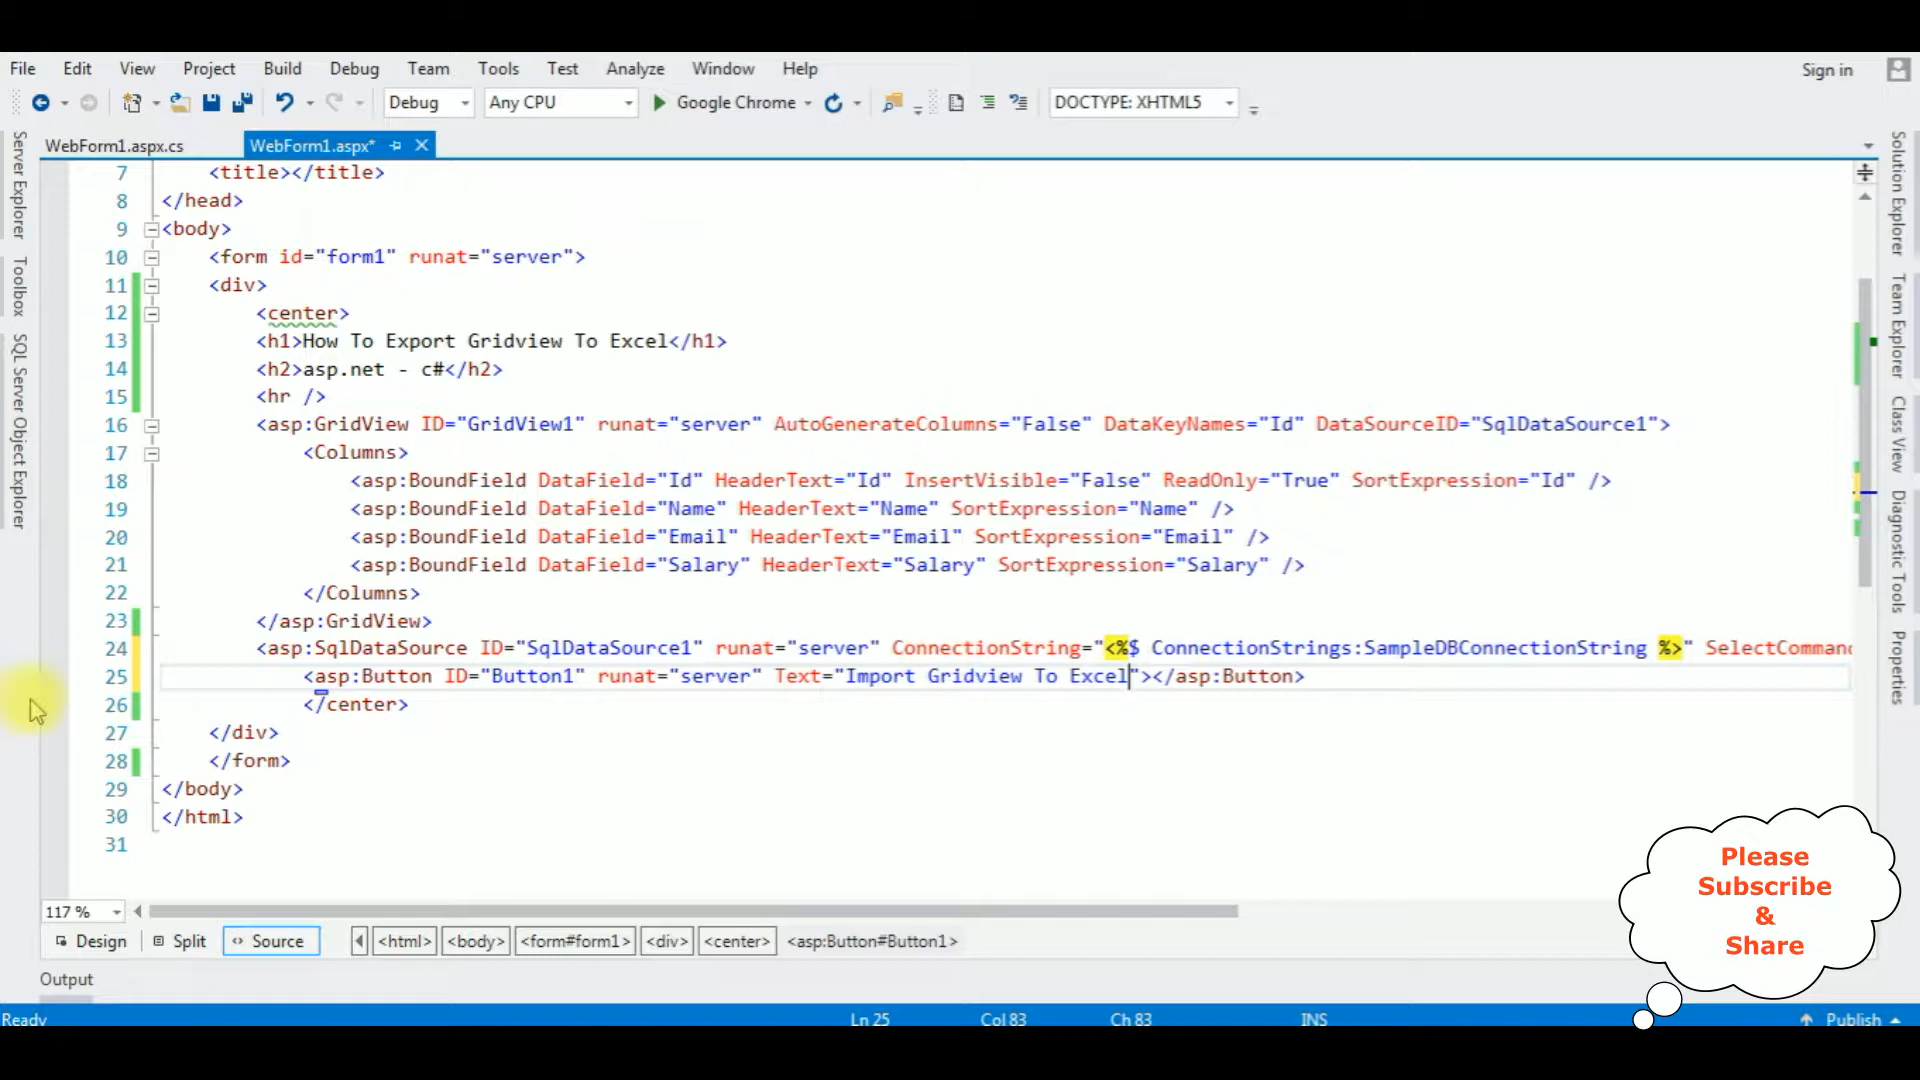 File Edit View Project Build Debug Team Tools Test Analyze Window Help Sign in
Debug Any CPU Google Chrome DOCTYPE: XHTML5
WebForm1.aspx.cs WebForm1.aspx*
7 <title></title>
8 </head>
9 <body>
10 <form id="form1" runat="server">
11 <div>
12 <center>
13 <h1>How To Export Gridview To Excel</h1>
14 <h2>asp.net - c#</h2>
15 <hr />
16 <asp:GridView ID="GridView1" runat="server" AutoGenerateColumns="False" DataKeyNames="Id" DataSourceID="SqlDataSource1">
17 <Columns>
18 <asp:BoundField DataField="Id" HeaderText="Id" InsertVisible="False" ReadOnly="True" SortExpression="Id" />
19 <asp:BoundField DataField="Name" HeaderText="Name" SortExpression="Name" />
20 <asp:BoundField DataField="Email" HeaderText="Email" SortExpression="Email" />
21 <asp:BoundField DataField="Salary" HeaderText="Salary" SortExpression="Salary" />
22 </Columns>
23 </asp:GridView>
24 <asp:SqlDataSource ID="SqlDataSource1" runat="server" ConnectionString="<%$ ConnectionStrings:SampleDBConnectionString %>" SelectCommand
25 <asp:Button ID="Button1" runat="server" Text="Import Gridview To Excel"></asp:Button>
26 </center>
27 </div>
28 </form>
29 </body>
30 </html>
31
Server Explorer
Toolbox
SQL Server Object Explorer
Solution Explorer
Team Explorer
Class View
Diagnostic Tools
Properties
117 %
Design Split Source <html> <body> <form#form1> <div> <center> <asp:Button#Button1>
Output
Ready Ln 25 Col 83 Ch 83 INS Publish
Please
Subscribe
&
Share